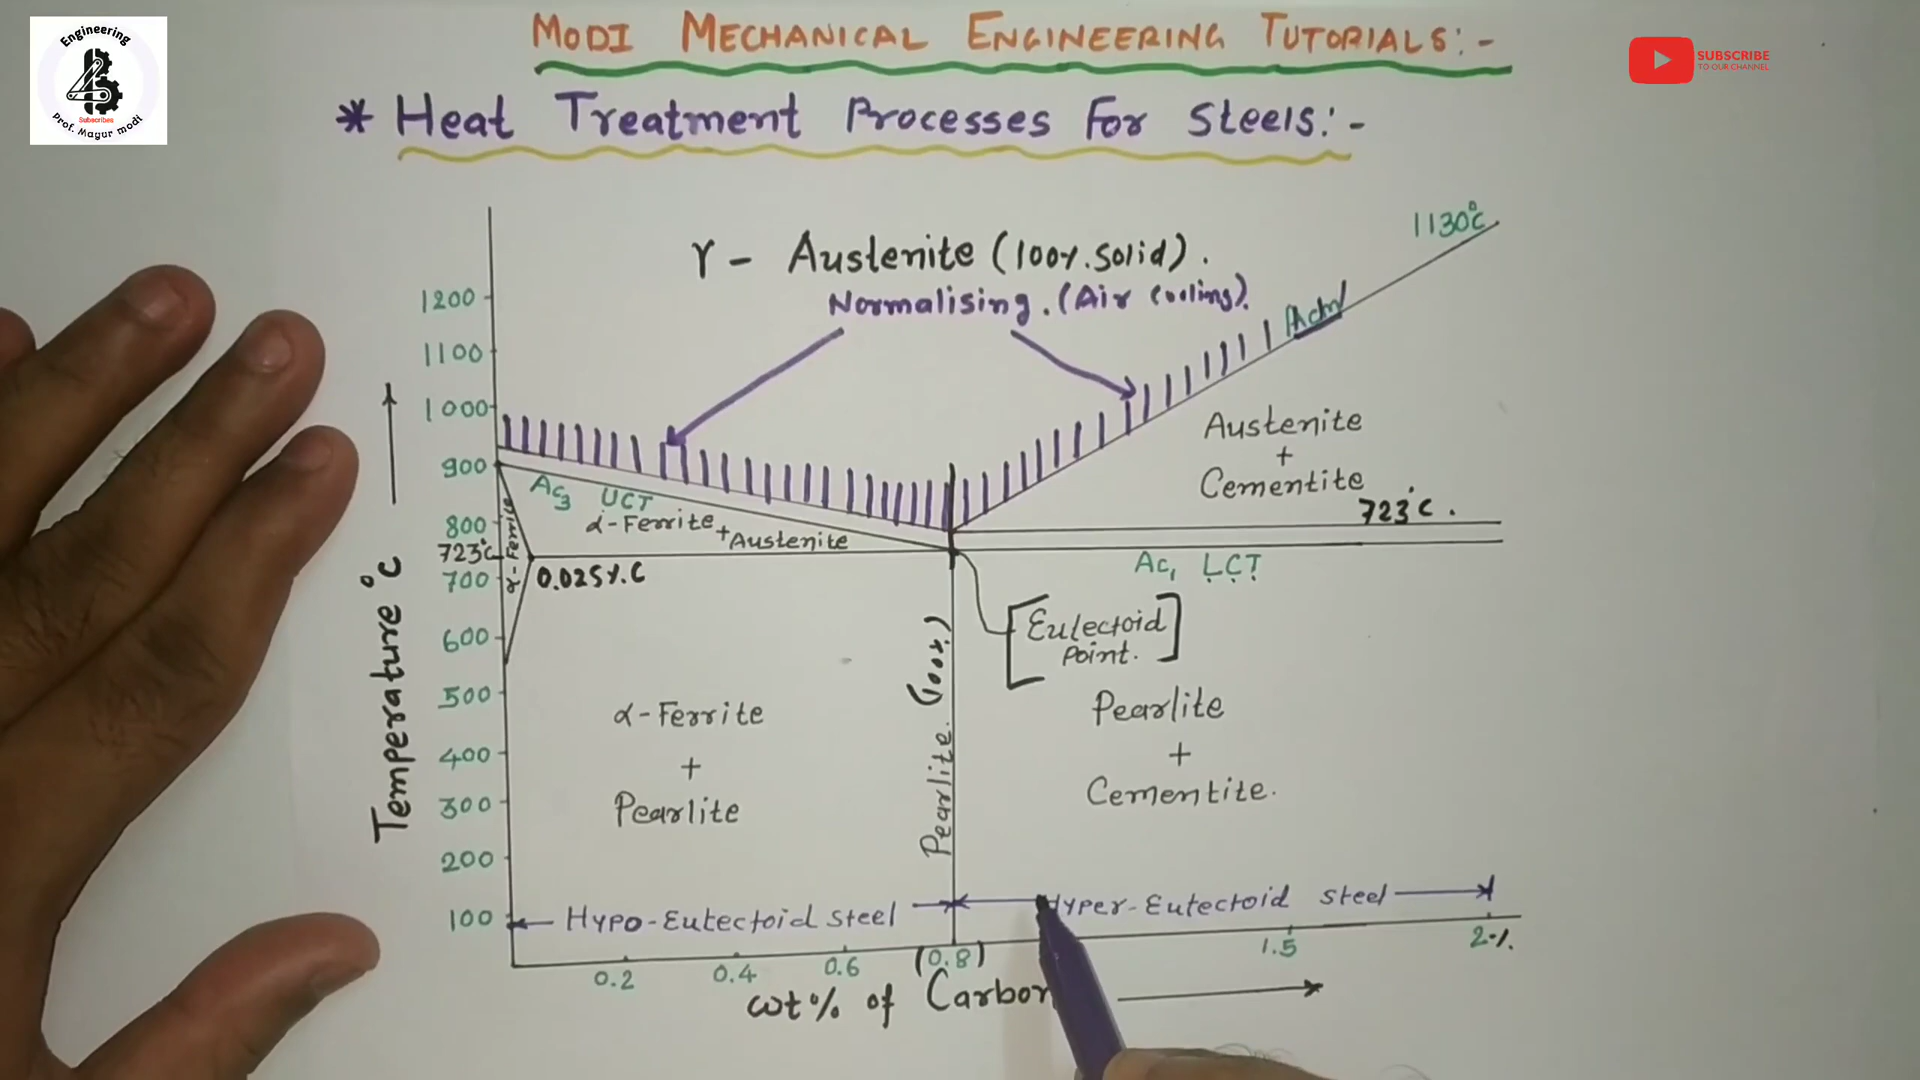 Engineering
Subscribes
Prof. Mayur modi
SUBSCRIBE
TO OUR CHANNEL
MODI MECHANICAL ENGINEERING TUTORIALS:-
* Heat Treatment Processes For Steels:-
1130°C
γ - Austenite (100%.Solid).
Normalising. (Air Cooling).
Acm
1200
1100
1000
900
800
723°C
700
600
500
400
300
200
100
Temperature °C
Ac3 UCT
α-Ferrite
+ Austenite
α-Ferrite
0.025%.C
Austenite
+
Cementite
723°C.
Ac1 LCT
[Eutectoid
Point.]
Pearlite. (100%)
α-Ferrite
+
Pearlite
Pearlite
+
Cementite.
Hypo-Eutectoid steel
Hyper-Eutectoid steel
0.2
0.4
0.6
(0.8)
1.5
2%.
wt% of Carbon